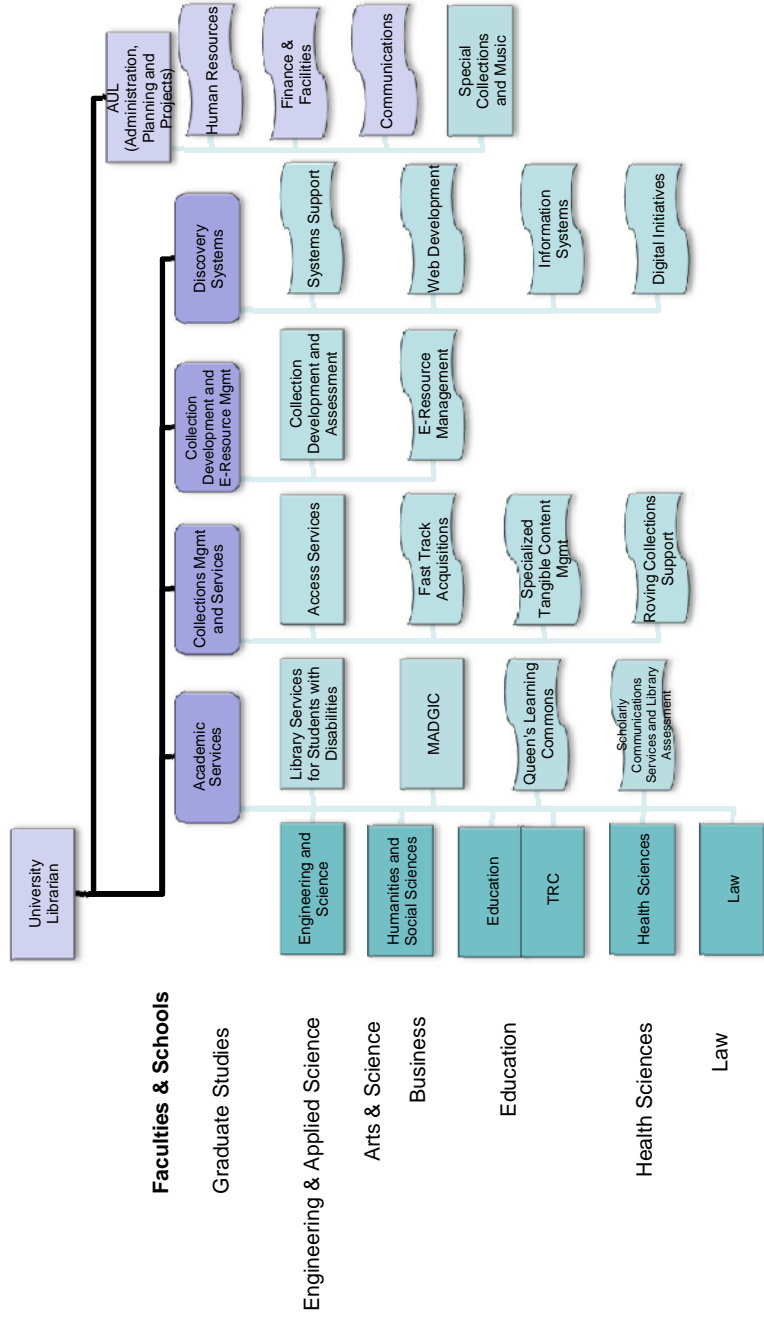 University
Librarian
AUL
(Administration,
Planning and
Projects)
Human Resources
Finance &
Facilities
Communications
Special
Collections
and Music
Faculties & Schools
Graduate Studies
Engineering & Applied Science
Arts & Science
Business
Education
Health Sciences
Law
Academic
Services
Engineering and
Science
Humanities and
Social Sciences
Education
TRC
Health Sciences
Law
Library Services
for Students with
Disabilities
MADGIC
Queen's Learning
Commons
Scholarly
Communications
Services and Library
Assessment
Collections Mgmt
and Services
Access Services
Fast Track
Acquisitions
Specialized
Tangible Content
Mgmt
Roving Collections
Support
Collection
Development and
E-Resource Mgmt
Collection
Development and
Assessment
E-Resource
Management
Discovery
Systems
Systems Support
Web Development
Information
Systems
Digital Initiatives